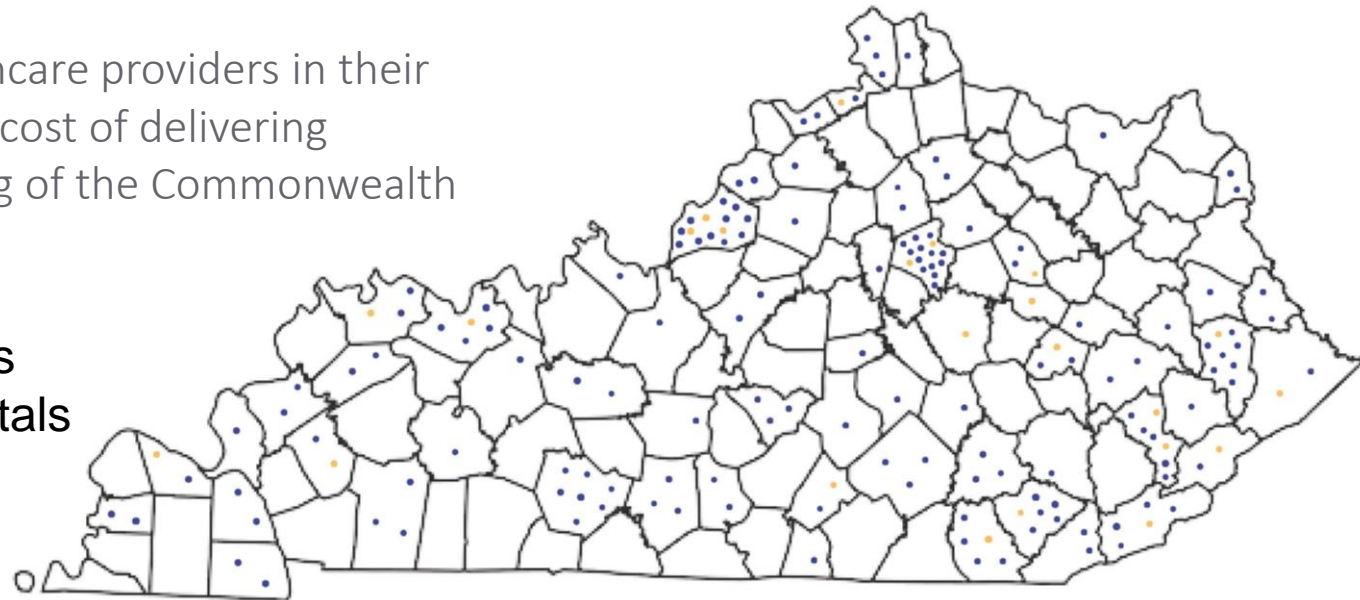 ncare providers in their
cost of delivering
g of the Commonwealth
s
tals